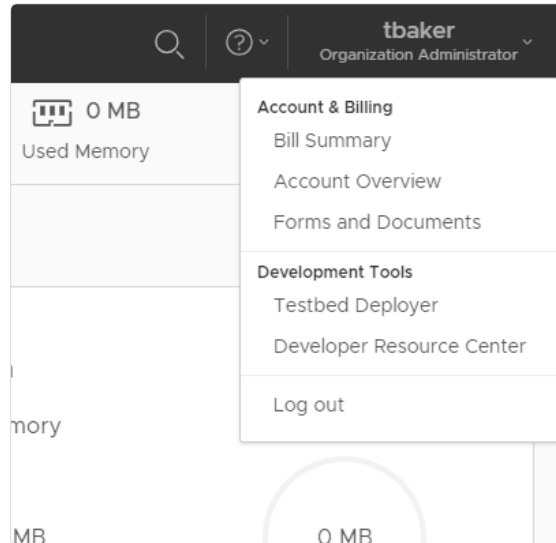 tbaker
Organization Administrator
0 MB
Used Memory
Account & Billing
Bill Summary
Account Overview
Forms and Documents
Development Tools
Testbed Deployer
Developer Resource Center
Log out
mory
MB
0 MB